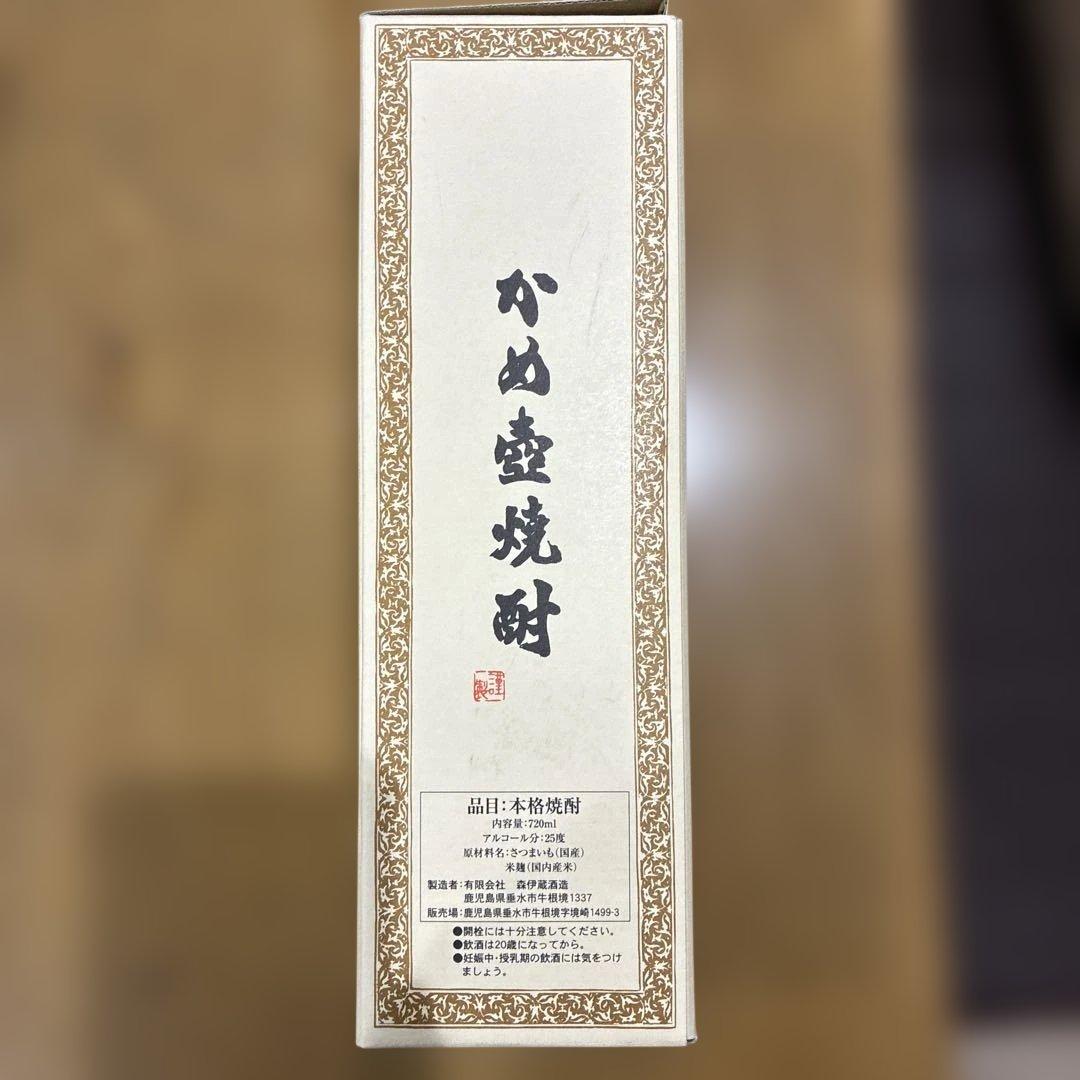 かめ壺焼酎
謹製
品目：本格焼酎
内容量：720ml
アルコール分：25度
原材料名：さつまいも（国産）
米麹（国内産米）
製造者：有限会社　森伊蔵酒造
鹿児島県垂水市牛根境1337
販売場：鹿児島県垂水市牛根境字境崎1499-3
●開栓には十分注意してください。
●飲酒は20歳になってから。
●妊娠中・授乳期の飲酒には気をつけ
ましょう。